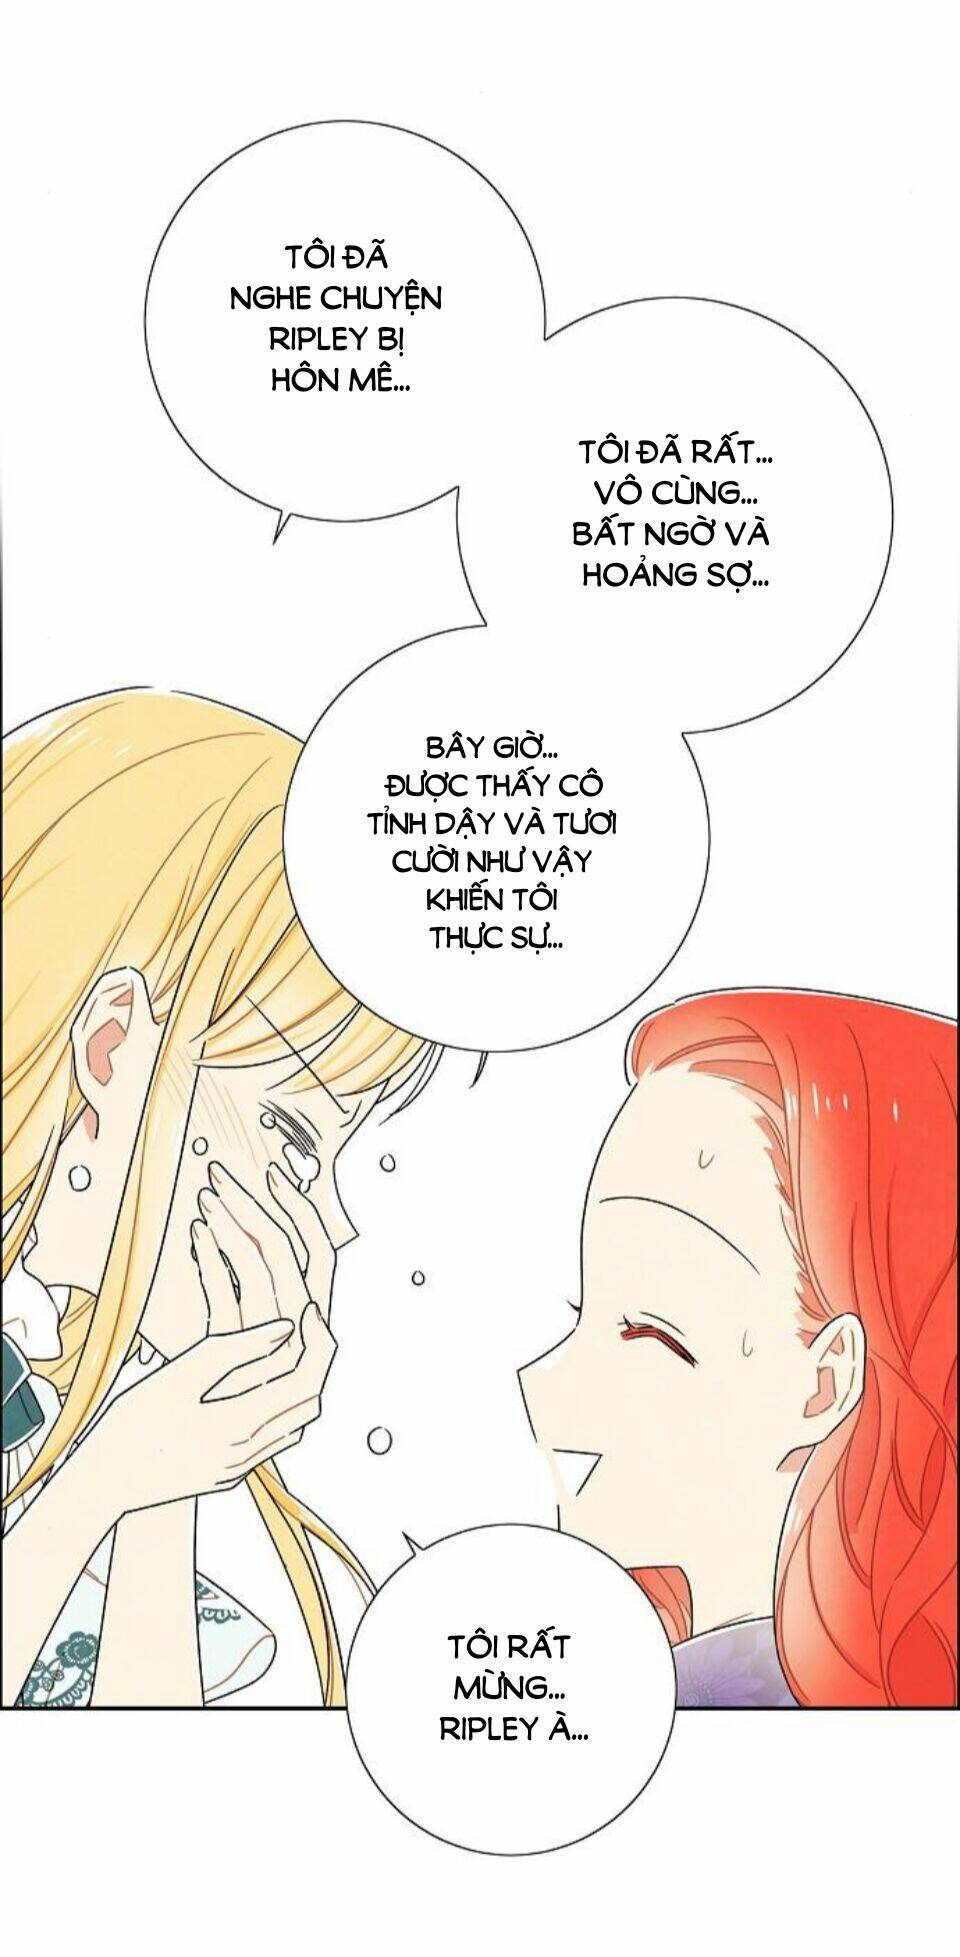 TÔI ĐÃ
NGHE CHUYỆN
RIPLEY BỊ
HÔN MÊ...
TÔI ĐÃ RẤT...
VÔ CÙNG...
BẤT NGỜ VÀ
HOẢNG SỢ...
BÂY GIỜ...
ĐƯỢC THẤY CÔ
TỈNH DẬY VÀ TƯƠI
CƯỜI NHƯ VẬY
KHIẾN TÔI
THỰC SỰ...
TÔI RẤT
MỪNG...
RIPLEY À...